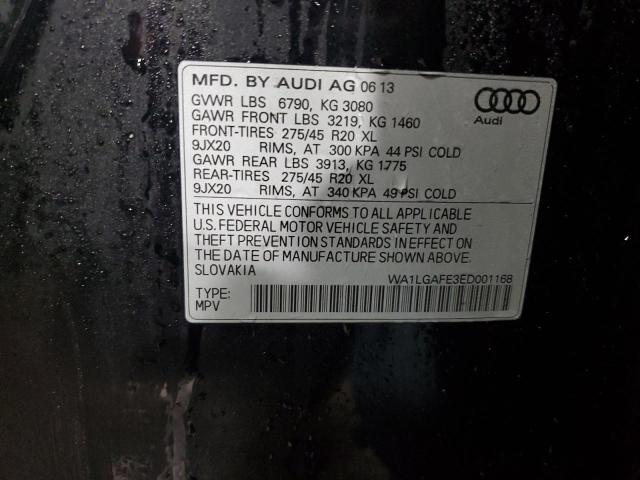 MFD. BY AUDI AG 06 13
GVWR LBS 6790, KG 3080
GAWR FRONT LBS 3219, KG 1460
FRONT-TIRES 275/45 R20 XL
9JX20 RIMS, AT 300 KPA 44 PSI COLD
GAWR REAR LBS 3913, KG 1775
REAR-TIRES 275/45 R20 XL
9JX20 RIMS, AT 340 KPA 49 PSI COLD
Audi
THIS VEHICLE CONFORMS TO ALL APPLICABLE
U.S. FEDERAL MOTOR VEHICLE SAFETY AND
THEFT PREVENTION STANDARDS IN EFFECT ON
THE DATE OF MANUFACTURE SHOWN ABOVE.
SLOVAKIA
WA1LGAFE3ED001168
TYPE:
MPV